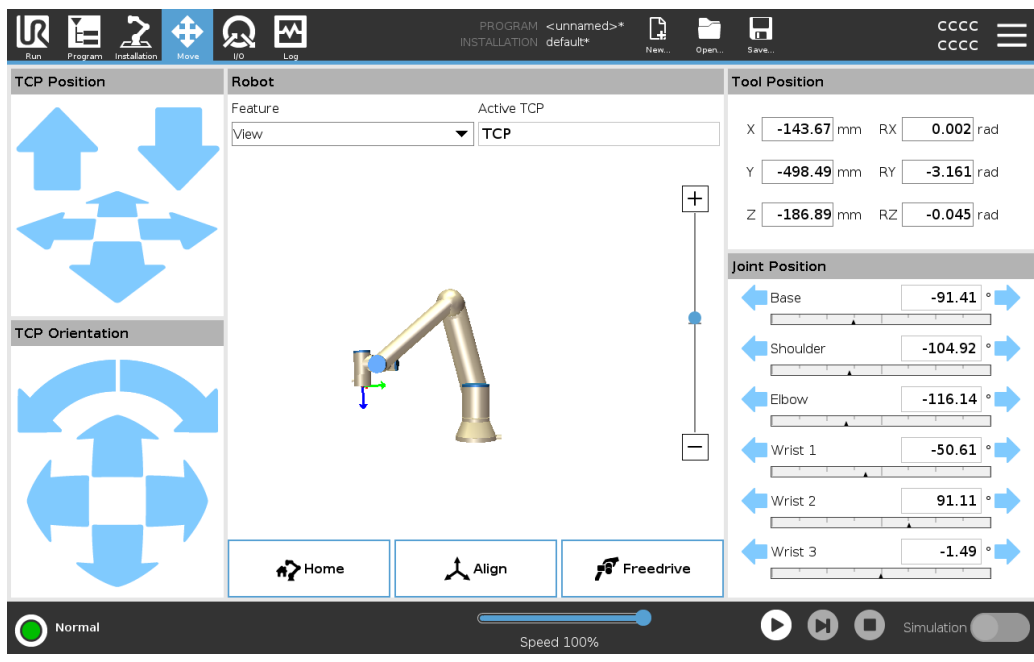 PROGRAM <unnamed>*
INSTALLATION default*
CCCC
CCCC
Run
Program
Installation
Move
I/O
Log
New...
Open...
Save...
TCP Position
Robot
Tool Position
Feature
Active TCP
View
TCP
X -143.67 mm RX 0.002 rad
Y -498.49 mm RY -3.161 rad
Z -186.89 mm RZ -0.045 rad
Joint Position
Base -91.41 °
Shoulder -104.92 °
Elbow -116.14 °
Wrist 1 -50.61 °
Wrist 2 91.11 °
Wrist 3 -1.49 °
TCP Orientation
Home
Align
Freedrive
Normal
Speed 100%
Simulation